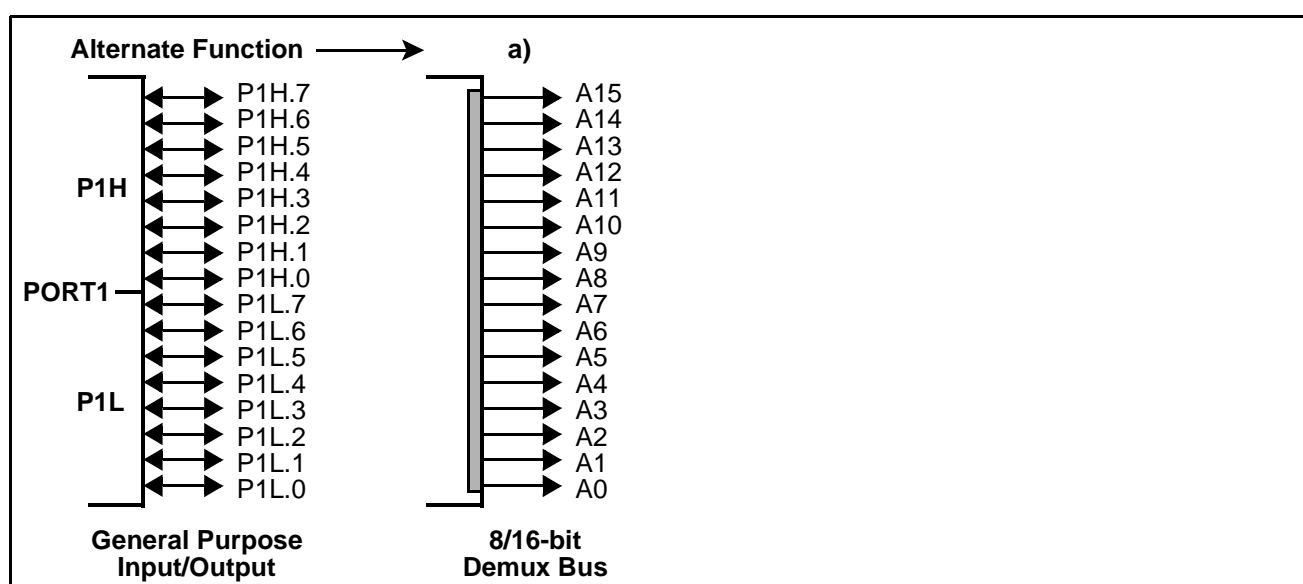 Alternate Function a)
P1H.7 A15
P1H.6 A14
P1H.5 A13
P1H.4 A12
P1H
P1H.3 A11
P1H.2 A10
P1H.1 A9
P1H.0 A8
PORT1
P1L.7 A7
P1L.6 A6
P1L.5 A5
P1L.4 A4
P1L
P1L.3 A3
P1L.2 A2
P1L.1 A1
P1L.0 A0
General Purpose 8/16-bit
Input/Output Demux Bus